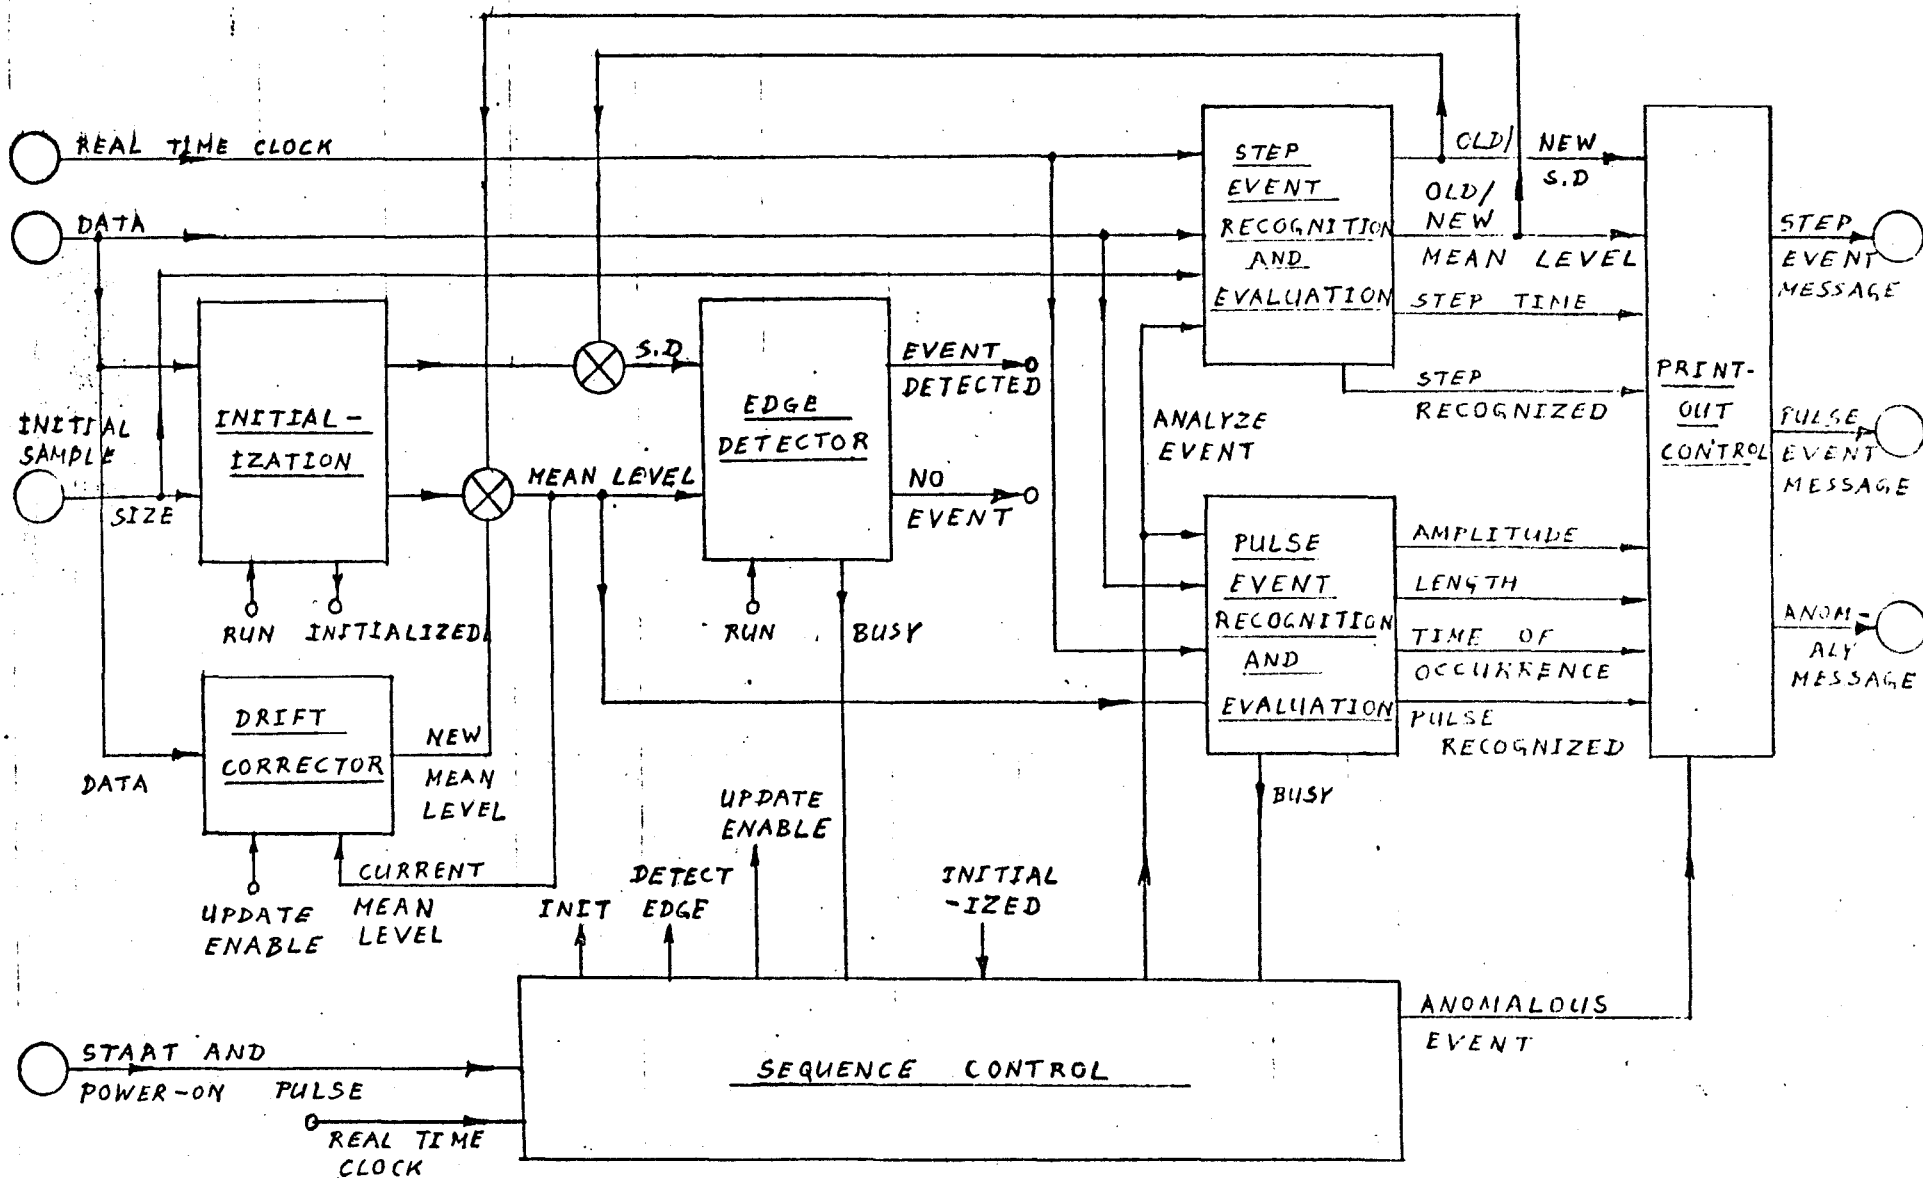 REAL TIME CLOCK
DATA
INITIAL
SAMPLE
SIZE
INITIAL-
IZATION
RUN
INITIALIZED
DRIFT
CORRECTOR
DATA
NEW
MEAN
LEVEL
UPDATE
ENABLE
CURRENT
MEAN
LEVEL
S.D
MEAN LEVEL
EDGE
DETECTOR
EVENT
DETECTED
NO
EVENT
RUN
BUSY
STEP
EVENT
RECOGNITION
AND
EVALUATION
OLD/ NEW
S.D
OLD/
NEW
MEAN LEVEL
STEP TIME
STEP
RECOGNIZED
ANALYZE
EVENT
PULSE
EVENT
RECOGNITION
AND
EVALUATION
AMPLITUDE
LENGTH
TIME OF
OCCURRENCE
PULSE
RECOGNIZED
BUSY
PRINT-
OUT
CONTROL
STEP
EVENT
MESSAGE
PULSE
EVENT
MESSAGE
ANOM-
ALY
MESSAGE
INIT
DETECT
EDGE
UPDATE
ENABLE
INITIAL
-IZED
SEQUENCE CONTROL
ANOMALOUS
EVENT
START AND
POWER-ON PULSE
REAL TIME
CLOCK